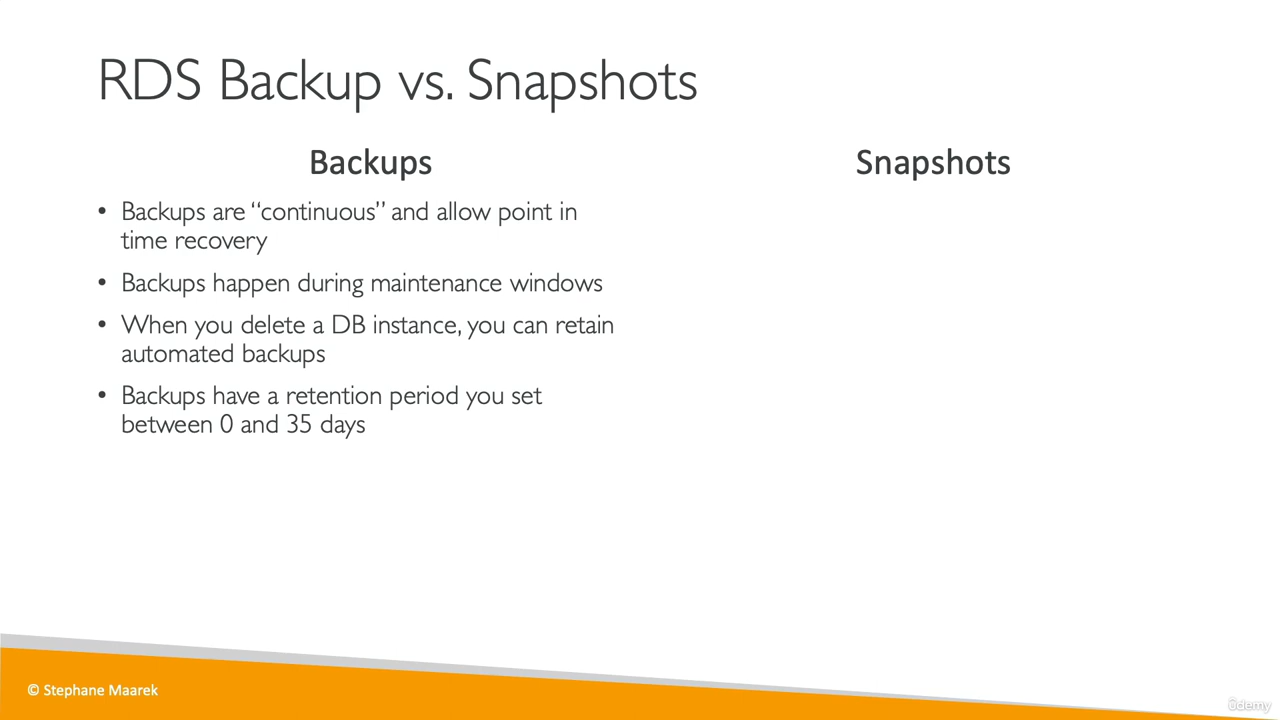 RDS Backup vs. Snapshots
Backups
• Backups are “continuous” and allow point in
time recovery
• Backups happen during maintenance windows
• When you delete a DB instance, you can retain
automated backups
• Backups have a retention period you set
between 0 and 35 days
Snapshots
© Stephane Maarek
ûdemy